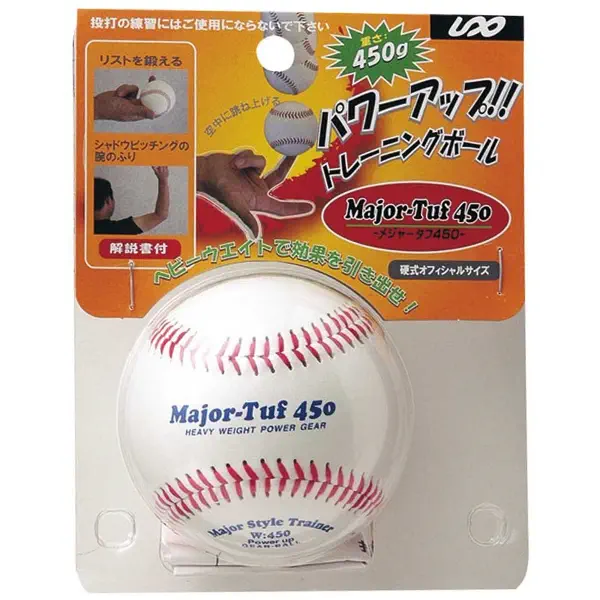 投打の練習にはご使用にならないで下さい
リストを鍛える
重さ:
450g
空中に跳ね上げる
パワーアップ!!
トレーニングボール
シャドウピッチングの
腕のふり
解説書付
Major-Tuf 450
-メジャータフ450-
硬式オフィシャルサイズ
ヘビーウエイトで効果を引き出せ!
Major-Tuf 450
HEAVY WEIGHT POWER GEAR
Major Style Trainer
W:450
Power up
GEAR-BALL